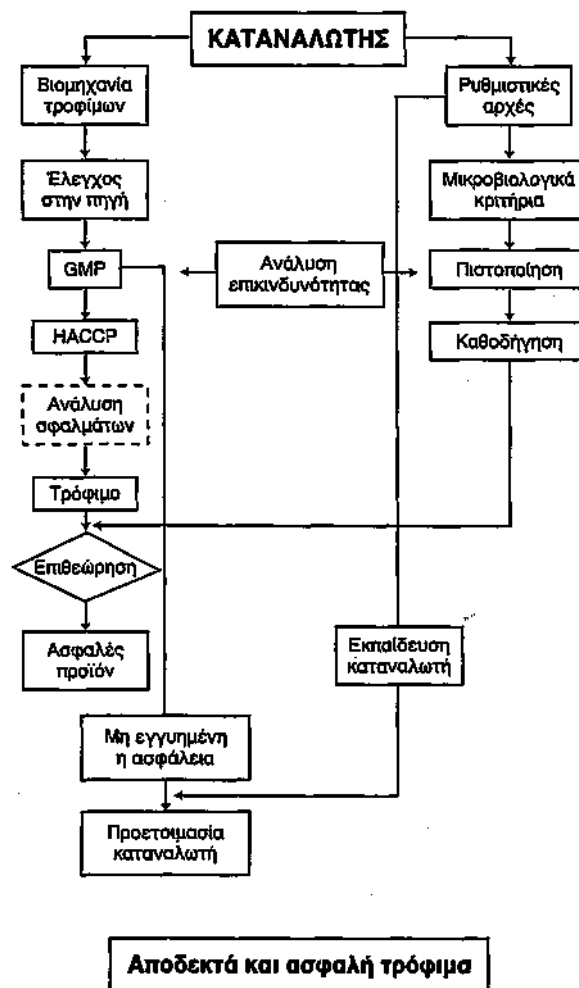 ΚΑΤΑΝΑΛΩΤΗΣ
Βιομηχανία
τροφίμων
Ρυθμιστικές
αρχές
Έλεγχος
στην πηγή
Μικροβιολογικά
κριτήρια
GMP
Ανάλυση
επικινδυνότητας
Πιστοποίηση
HACCP
Καθοδήγηση
Ανάλυση
σφαλμάτων
Τρόφιμο
Επιθεώρηση
Ασφαλές
προϊόν
Εκπαίδευση
καταναλωτή
Μη εγγυημένη
η ασφάλεια
Προετοιμασία
καταναλωτή
Αποδεκτά και ασφαλή τρόφιμα